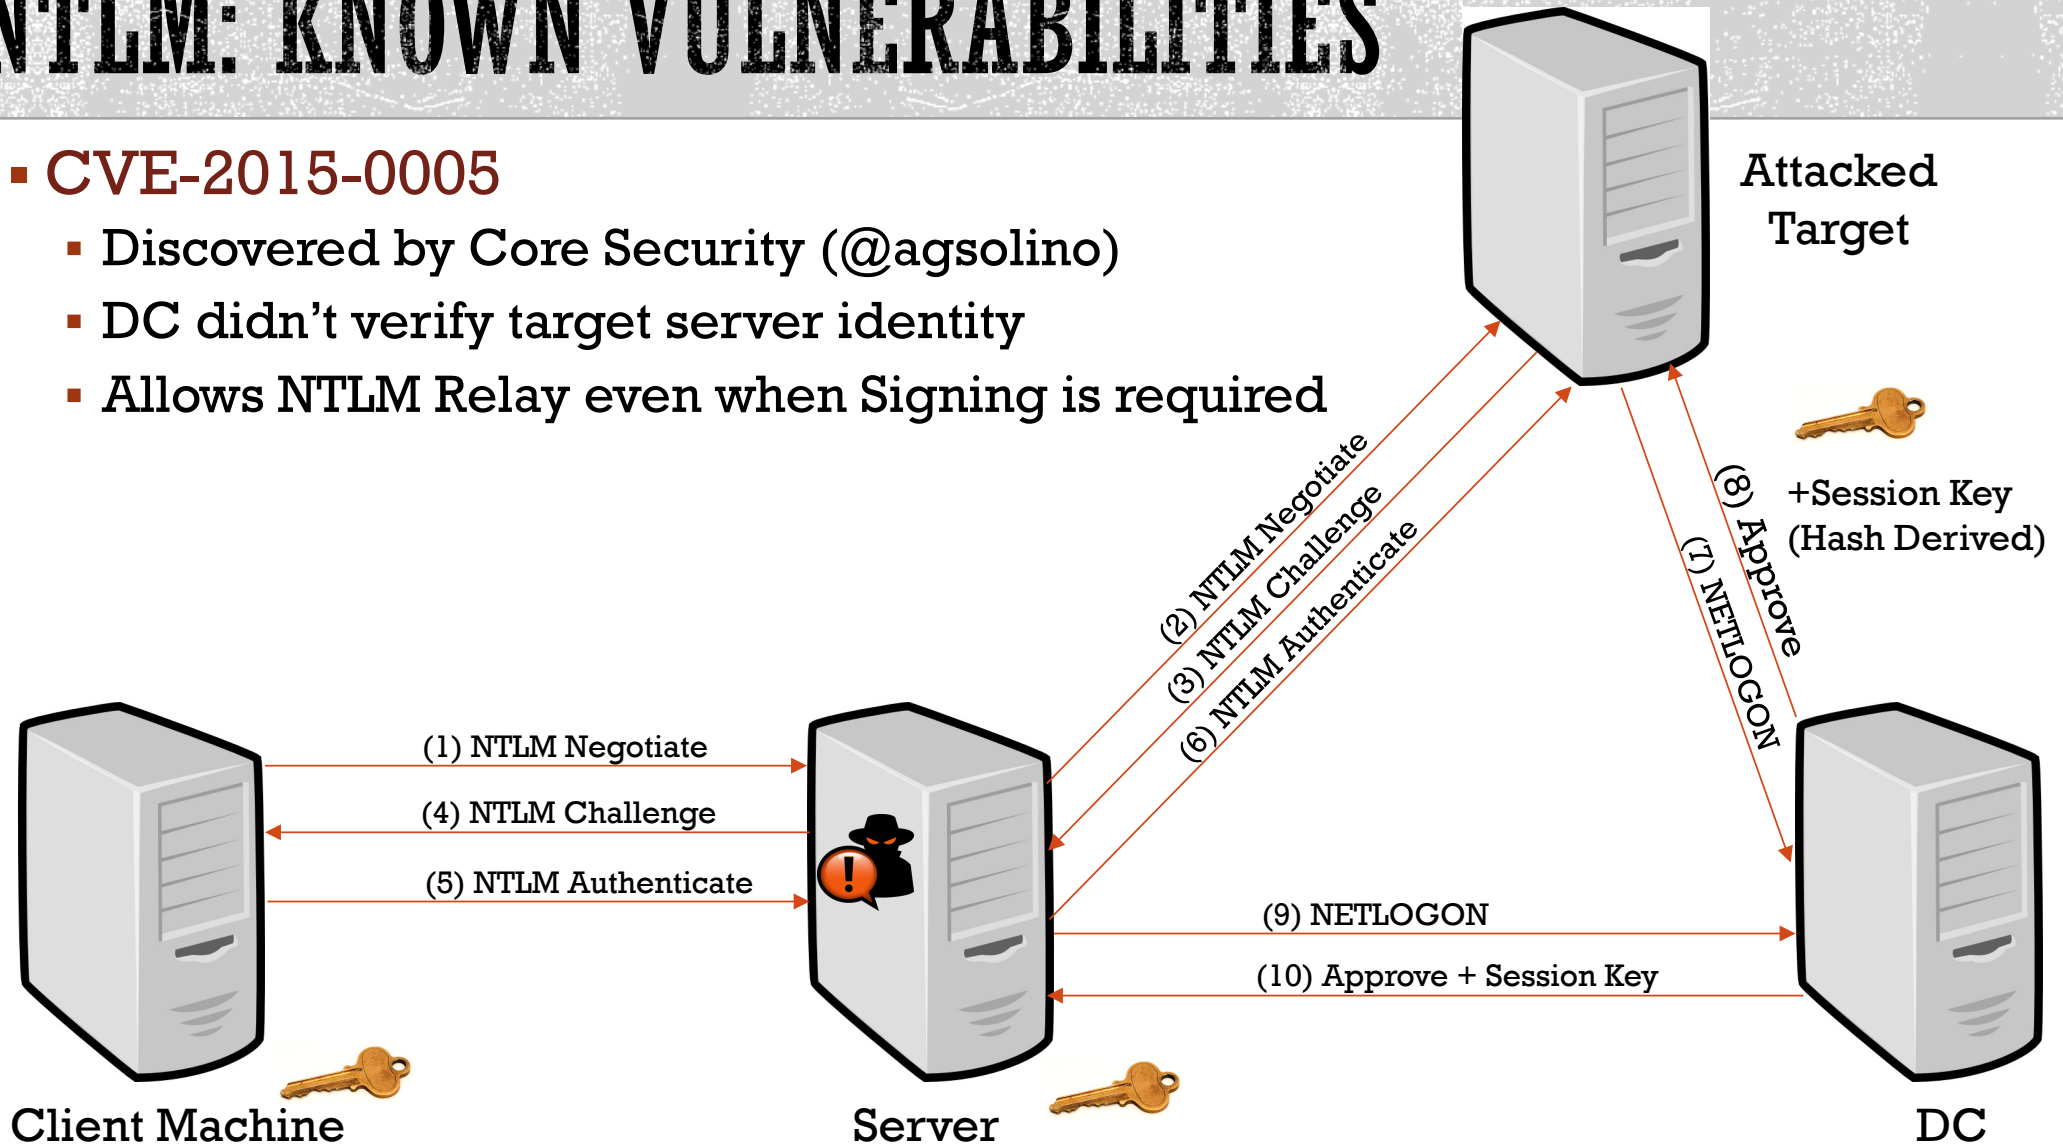 NTLM: KNOWN VULNERABILITIES
CVE-2015-0005
Discovered by Core Security (@agsolino)
DC didn't verify target server identity
Allows NTLM Relay even when Signing is required
Attacked
Target
+Session Key
(Hash Derived)
(2) NTLM Negotiate
(3) NTLM Challenge
(6) NTLM Authenticate
(8) Approve
(7) NETLOGON
(1) NTLM Negotiate
(4) NTLM Challenge
(5) NTLM Authenticate
(9) NETLOGON
(10) Approve + Session Key
Client Machine
Server
DC